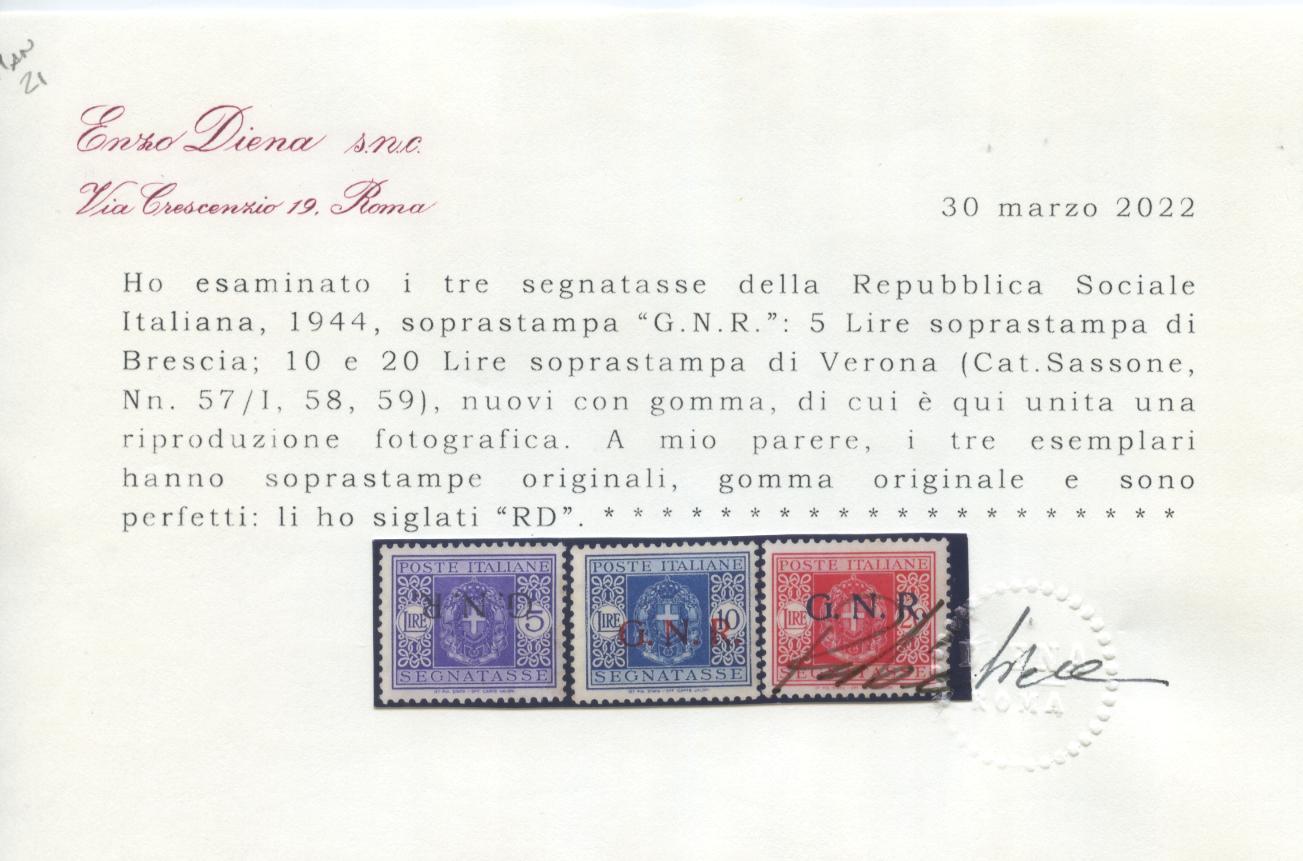 21
Enzo Diena s.n.c.
Via Crescenzio 19, Roma
30 marzo 2022
Ho esaminato i tre segnatasse della Repubblica Sociale
Italiana, 1944, soprastampa “G.N.R.”: 5 Lire soprastampa di
Brescia; 10 e 20 Lire soprastampa di Verona (Cat.Sassone,
Nn. 57/I, 58, 59), nuovi con gomma, di cui è qui unita una
riproduzione fotografica. A mio parere, i tre esemplari
hanno soprastampe originali, gomma originale e sono
perfetti: li ho siglati “RD”. * * * * * * * * * * * * * * * * * * * *
POSTE ITALIANE
G. N. R.
LIRE 5
SEGNATASSE
POSTE ITALIANE
LIRE 10
G. N. R.
SEGNATASSE
POSTE ITALIANE
G. N. R.
LIRE
SEGNATASSE